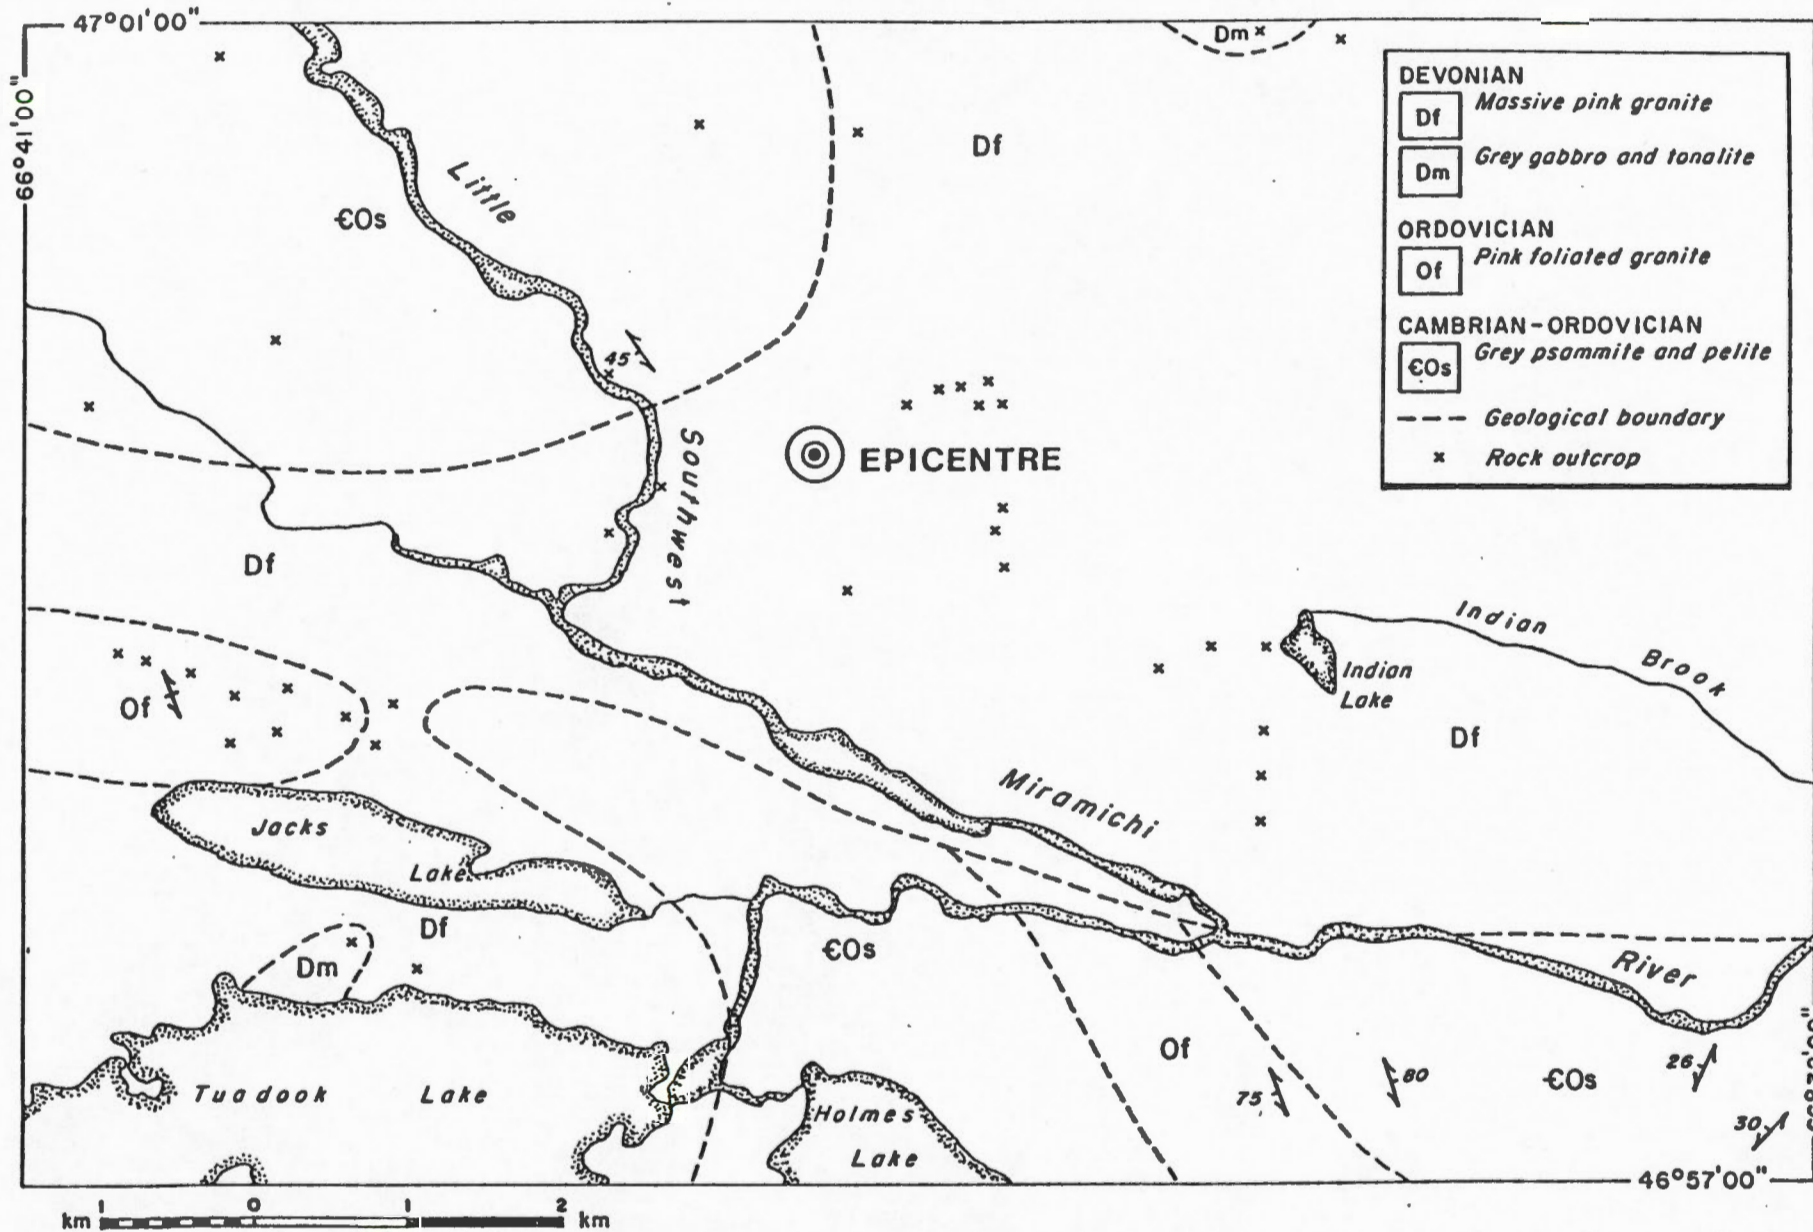 47°01'00"
66°41'00"
Dm
Df
€Os
Little
45
Southwest
EPICENTRE
DEVONIAN
Df Massive pink granite
Dm Grey gabbro and tonalite
ORDOVICIAN
Of Pink foliated granite
CAMBRIAN-ORDOVICIAN
€Os Grey psammite and pelite
Geological boundary
Rock outcrop
Df
Indian
Brook
Indian
Lake
Of
Df
Miramichi
Jacks
Lake
Df
Dm
€Os
River
Of
75
80
€Os
26
30
Tuadook Lake
Holmes
Lake
46°57'00"
km 1 0 1 2 km